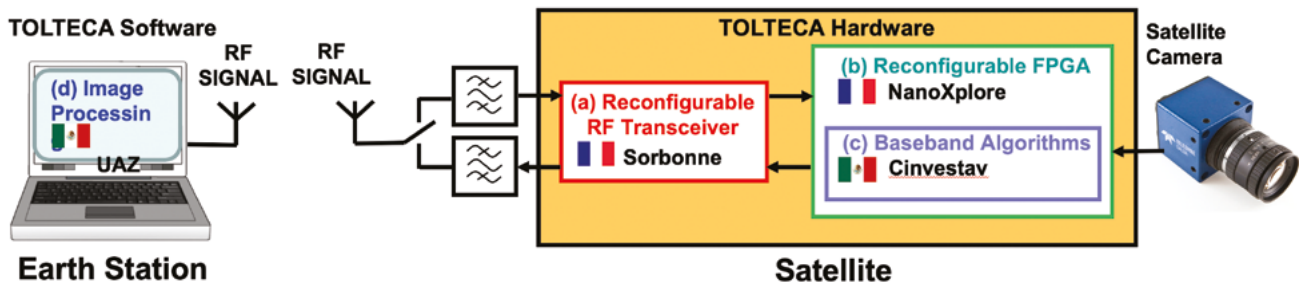 TOLTECA Software
RF
SIGNAL
(d) Image
Processin
g
UAZ
Earth Station
RF
SIGNAL
TOLTECA Hardware
(a) Reconfigurable
RF Transceiver
Sorbonne
(b) Reconfigurable FPGA
NanoXplore
(c) Baseband Algorithms
Cinvestav
Satellite
Satellite
Camera